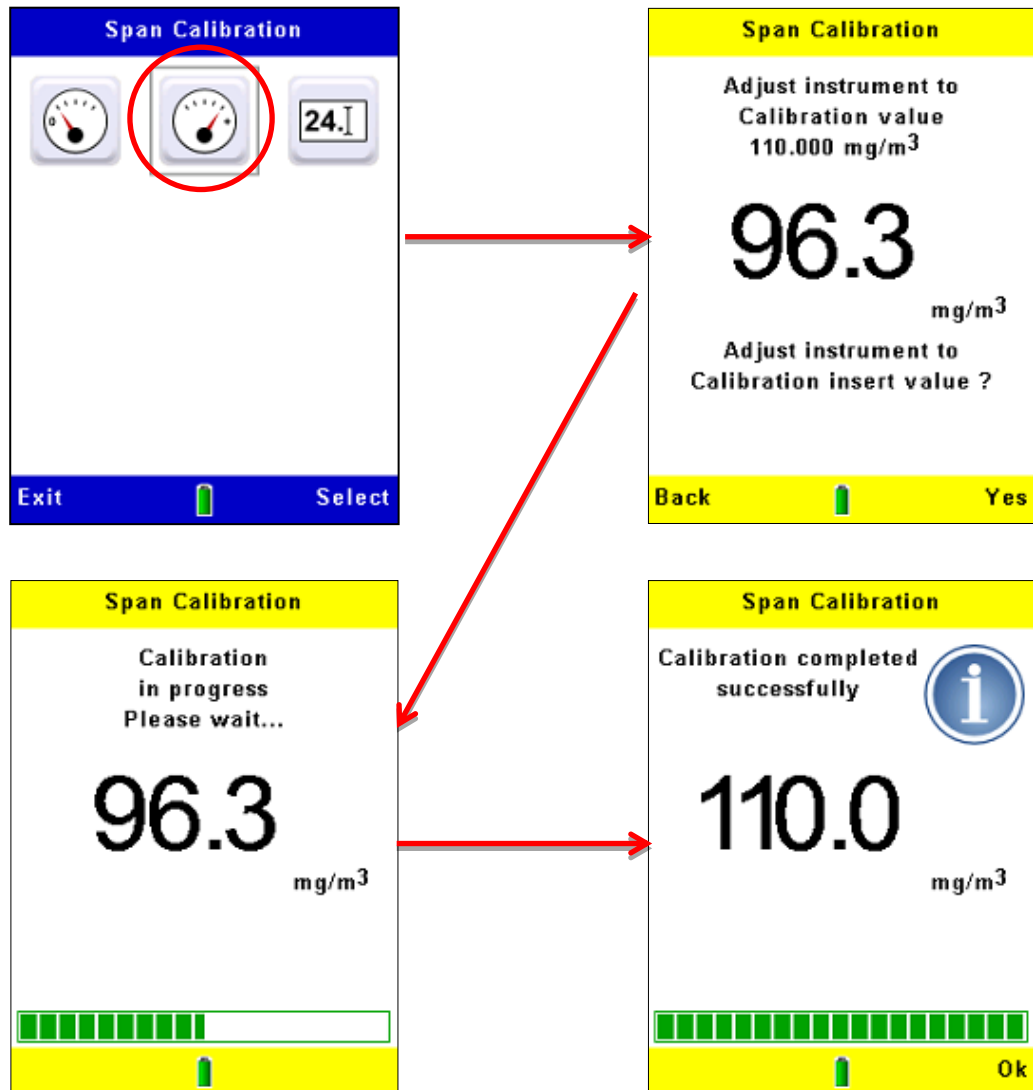 Span Calibration
0
+
24.
Exit
Select
Span Calibration
Adjust instrument to
Calibration value
110.000 mg/m³
96.3
mg/m³
Adjust instrument to
Calibration insert value ?
Back
Yes
Span Calibration
Calibration
in progress
Please wait...
96.3
mg/m³
Span Calibration
Calibration completed
successfully
i
110.0
mg/m³
Ok